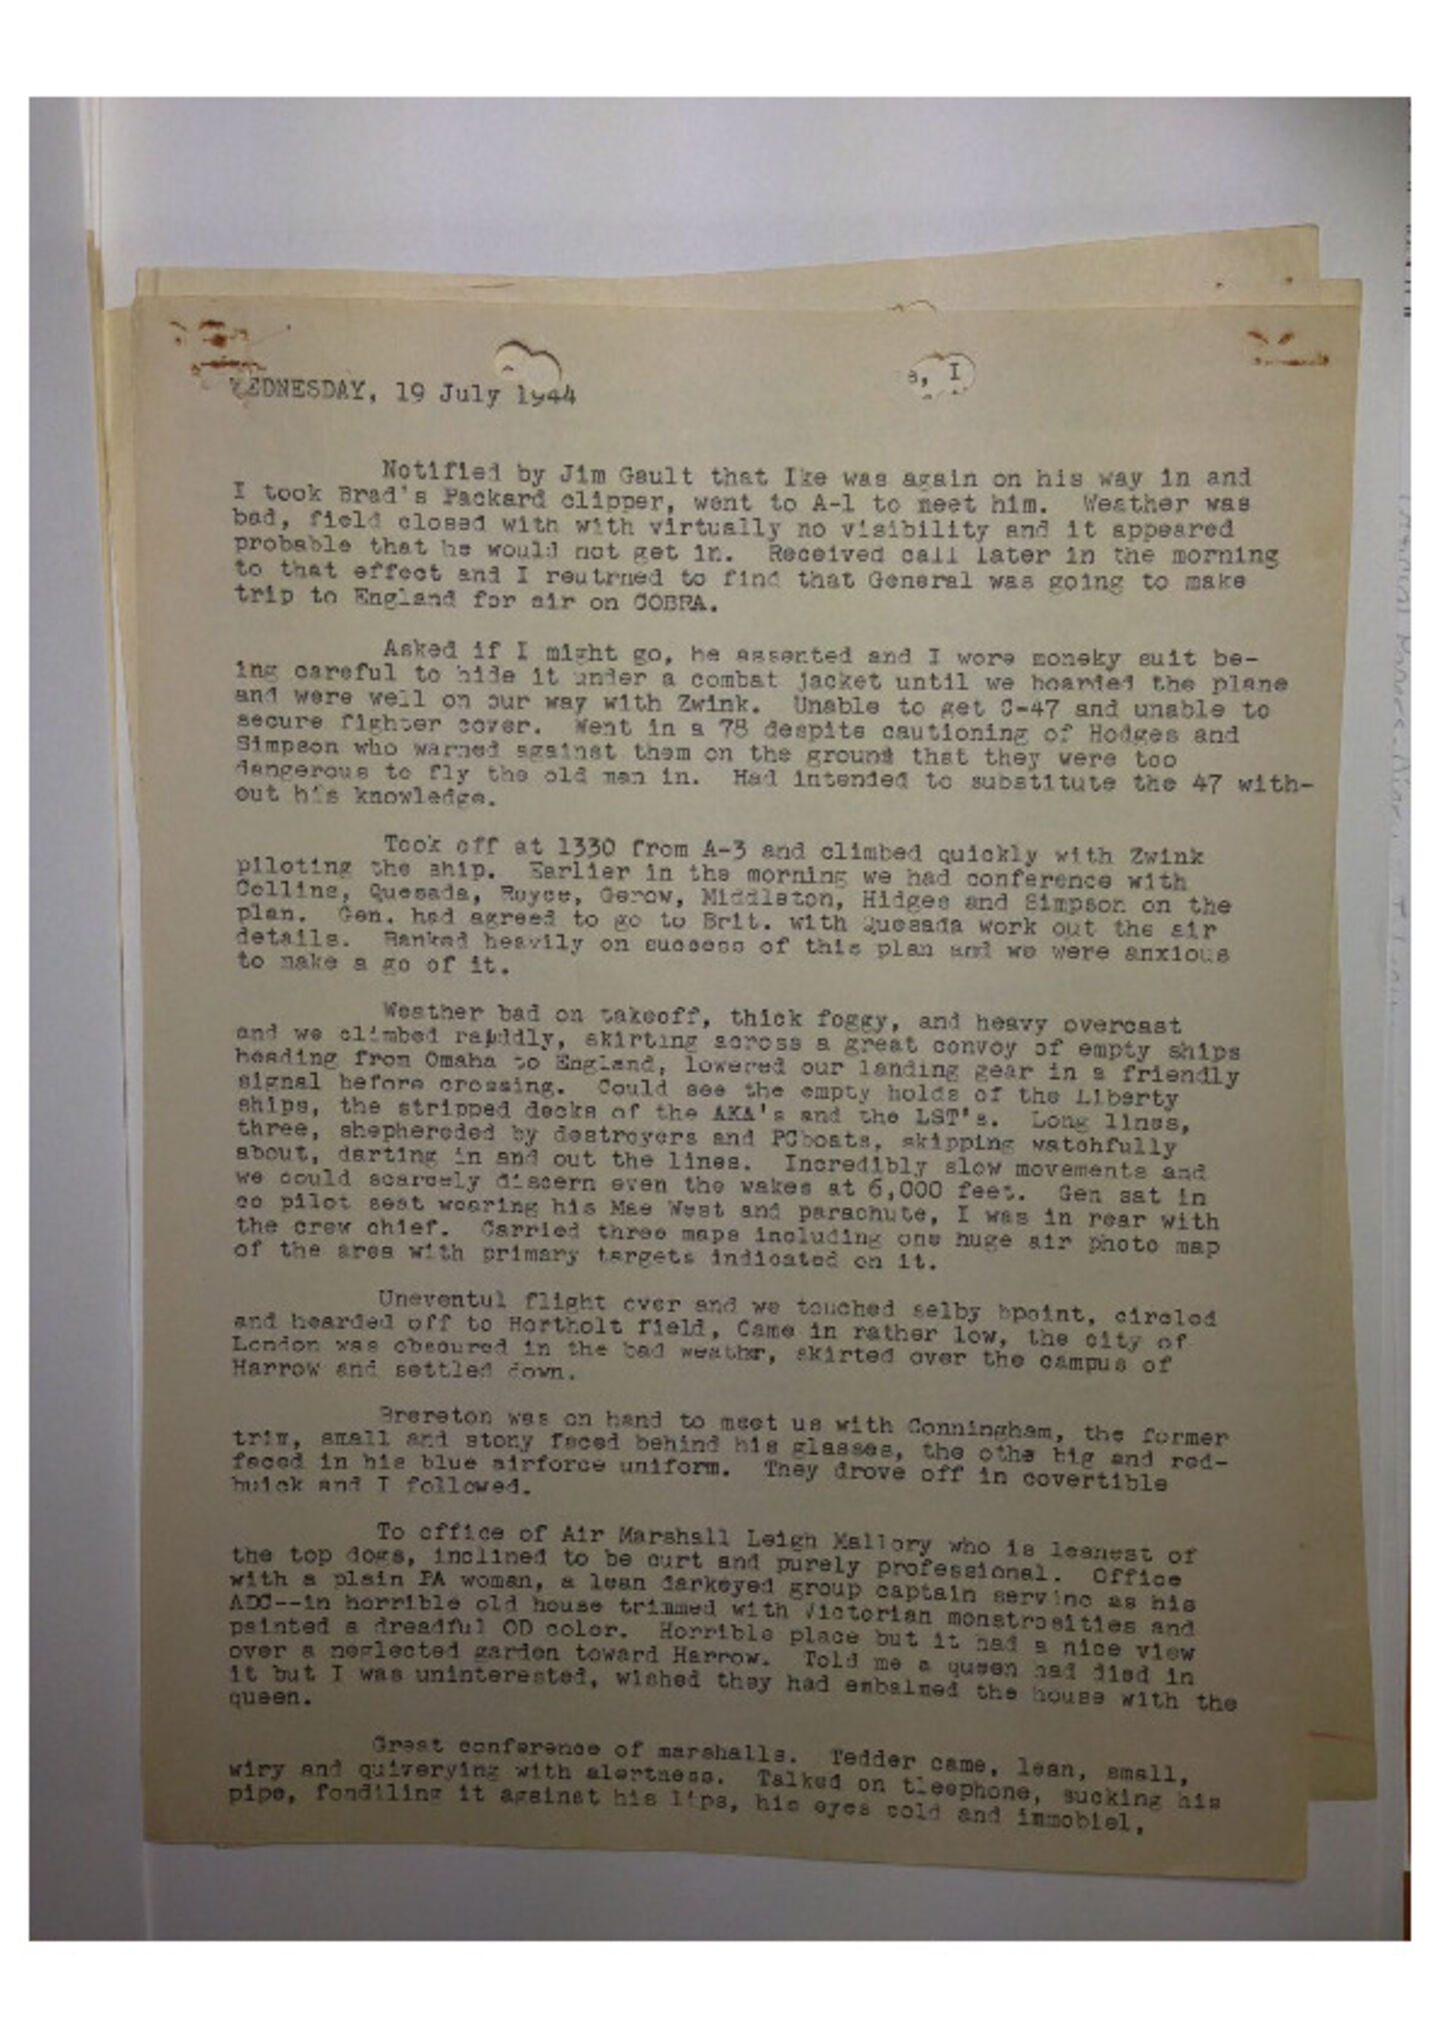 WEDNESDAY, 19 July 1944
s, I
Notified by Jim Gault that Ike was again on his way in and
I took Brad's Packard clipper, went to A-1 to meet him. Weather was
bad, field closed with with virtually no visibility and it appeared
probable that he would not get in. Received call later in the morning
to that effect and I reutrned to find that General was going to make
trip to England for air on COBRA.
Asked if I might go, he assented and I wore moneky suit be-
ing careful to hide it under a combat jacket until we boarded the plane
and were well on our way with Zwink. Unable to get C-47 and unable to
secure fighter cover. Went in a 78 despite cautioning of Hodges and
Simpson who warned against them on the ground that they were too
dangerous to fly the old man in. Had intended to substitute the 47 with-
out his knowledge.
Took off at 1330 from A-3 and climbed quickly with Zwink
piloting the ship. Earlier in the morning we had conference with
Collins, Quesada, Royce, Gerow, Middleton, Hidges and Simpson on the
plan. Gen. had agreed to go to Brit. with Quesada work out the air
details. Banked heavily on success of this plan and we were anxious
to make a go of it.
Weather bad on takeoff, thick foggy, and heavy overcast
and we climbed rapidly, skirting across a great convoy of empty ships
heading from Omaha to England, lowered our landing gear in a friendly
signal before crossing. Could see the empty holds of the Liberty
ships, the stripped decks of the AKA's and the LST's. Long lines,
three, shephereded by destroyers and PCboats, skipping watchfully
about, darting in and out the lines. Incredibly slow movements and
we could scarcely discern even the wakes at 6,000 feet. Gen sat in
co pilot seat wearing his Mae West and parachute, I was in rear with
the crew chief. Carried three maps including one huge air photo map
of the area with primary targets indicated on it.
Uneventul flight over and we touched selby bpoint, circled
and hearded off to Hortholt field, Came in rather low, the city of
London was obscured in the bad weathr, skirted over the campus of
Harrow and settled down.
Brereton was on hand to meet us with Conningham, the former
trim, small and stony faced behind his glasses, the othe big and red-
faced in his blue airforce uniform. They drove off in covertible
buick and I followed.
To office of Air Marshall Leigh Mallory who is leanest of
the top dogs, inclined to be curt and purely professional. Office
with a plain PA woman, a lean darkeyed group captain servinc as his
ADC--in horrible old house trimmed with Victorian monstrosities and
painted a dreadful OD color. Horrible place but it had a nice view
over a neglected garden toward Harrow. Told me a queen had died in
it but I was uninterested, wished they had embalmed the house with the
queen.
Great conference of marshalls. Tedder came, lean, small,
wiry and quiverying with alertness. Talked on tleephone, sucking his
pipe, fondiling it against his lips, his eyes cold and immobiel,